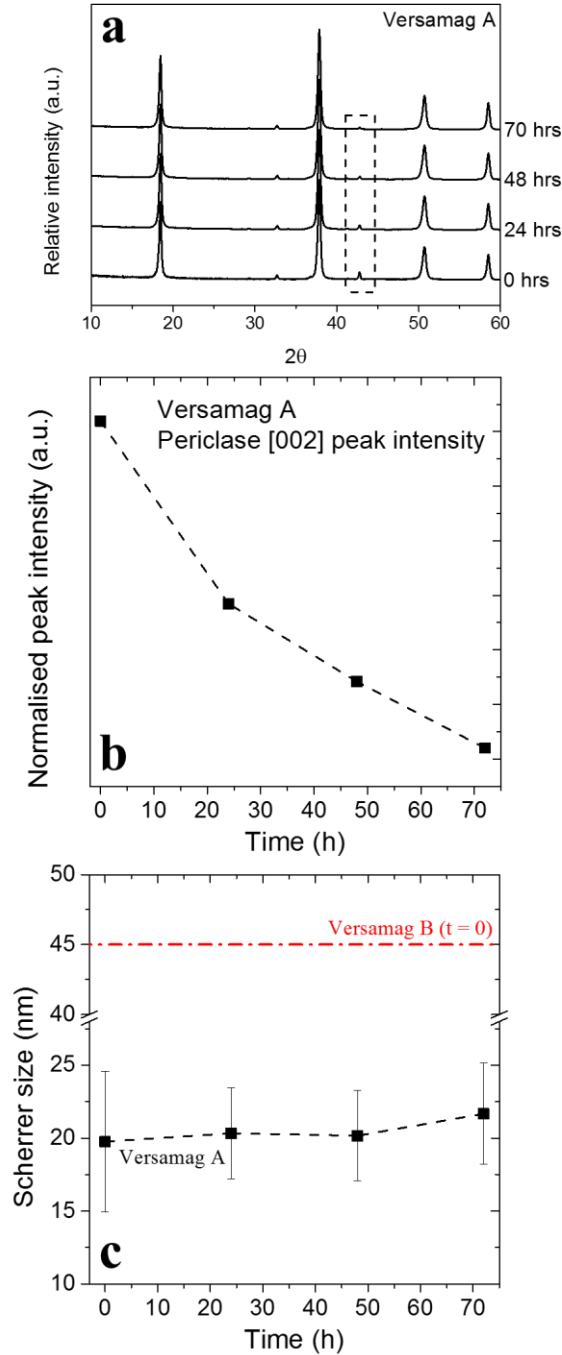 a
Versamag A
Relative intensity (a.u.)
70 hrs
48 hrs
24 hrs
0 hrs
10 20 30 40 50 60
2θ
Normalised peak intensity (a.u.)
Versamag A
Periclase [002] peak intensity
b
0 10 20 30 40 50 60 70
Time (h)
Scherrer size (nm)
50
45
40
25
20
15
10
Versamag B (t = 0)
Versamag A
c
0 10 20 30 40 50 60 70
Time (h)